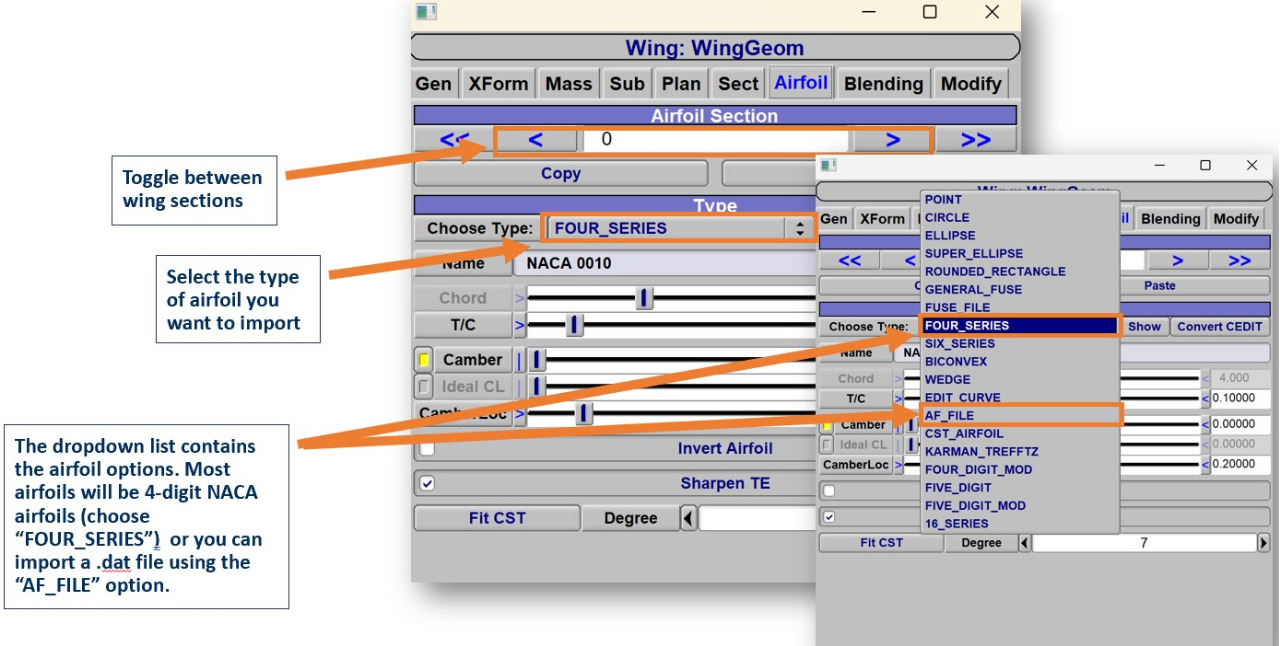 Wing: WingGeom
Gen XForm Mass Sub Plan Sect Airfoil Blending Modify
Airfoil Section
<< < 0 > >>
Copy
Type
Choose Type: FOUR_SERIES
Name NACA 0010
Chord >
T/C >
Camber
Ideal CL
CamberLoc >
Invert Airfoil
Sharpen TE
Fit CST Degree
Toggle between
wing sections
Select the type
of airfoil you
want to import
The dropdown list contains
the airfoil options. Most
airfoils will be 4-digit NACA
airfoils (choose
“FOUR_SERIES”) or you can
import a .dat file using the
“AF_FILE” option.
Gen XForm Blending Modify
<< < > >>
Paste
Choose Type: Show Convert CEDIT
Name
Chord > < 4.000
T/C > < 0.10000
Camber < 0.00000
Ideal CL < 0.00000
CamberLoc > < 0.20000
Fit CST Degree 7
POINT
CIRCLE
ELLIPSE
SUPER_ELLIPSE
ROUNDED_RECTANGLE
GENERAL_FUSE
FUSE_FILE
FOUR_SERIES
SIX_SERIES
BICONVEX
WEDGE
EDIT_CURVE
AF_FILE
CST_AIRFOIL
KARMAN_TREFFTZ
FOUR_DIGIT_MOD
FIVE_DIGIT
FIVE_DIGIT_MOD
16_SERIES